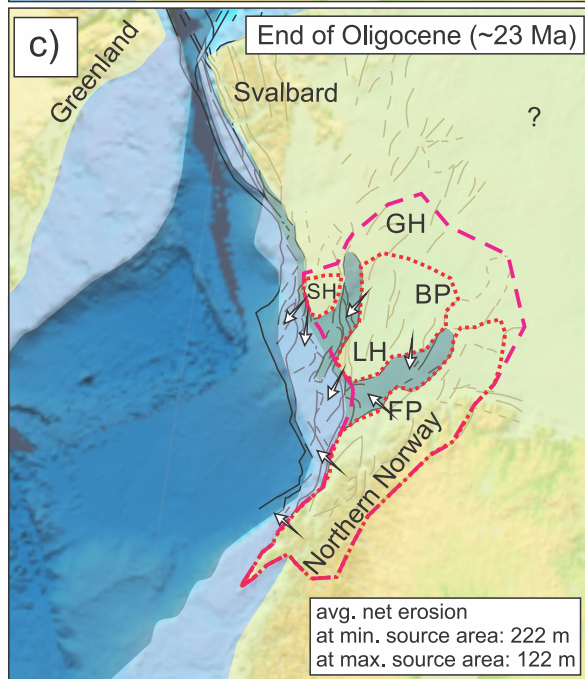 c)
End of Oligocene (~23 Ma)
Greenland
Svalbard
?
GH
SH
BP
LH
FP
Northern Norway
avg. net erosion
at min. source area: 222 m
at max. source area: 122 m